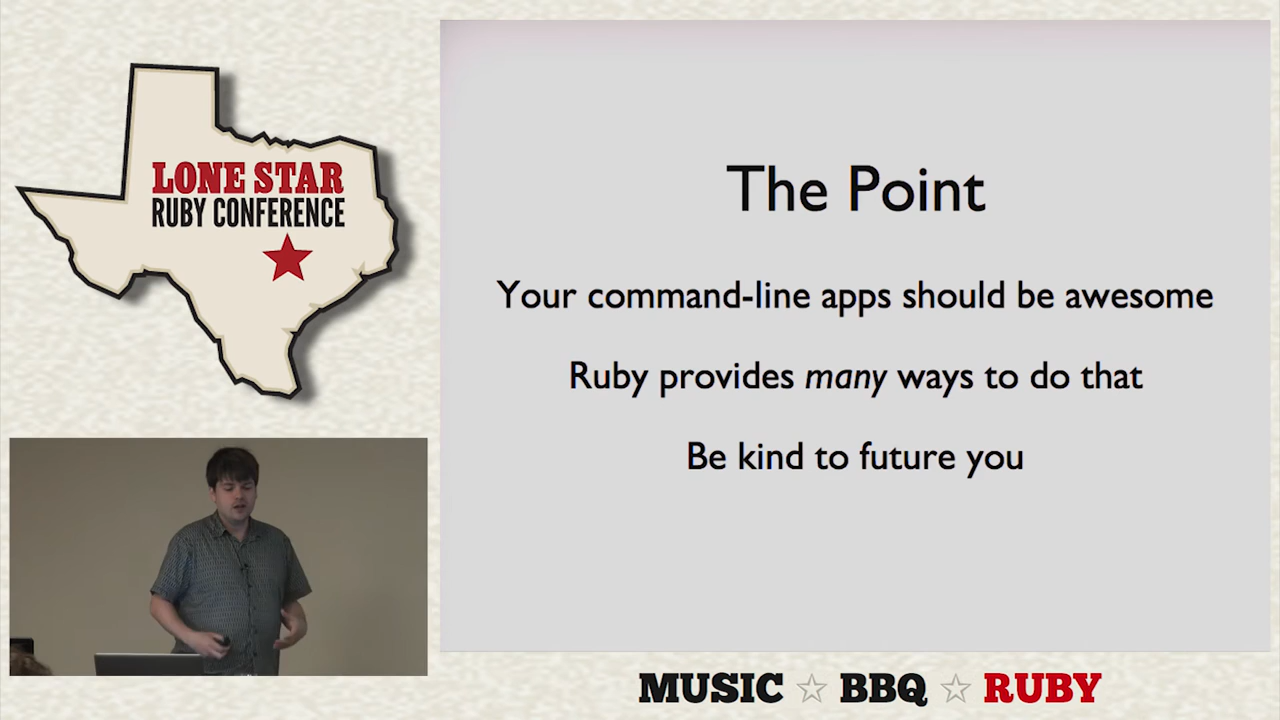 LONE STAR
RUBY CONFERENCE
The Point
Your command-line apps should be awesome
Ruby provides many ways to do that
Be kind to future you
MUSIC ☆ BBQ ☆ RUBY